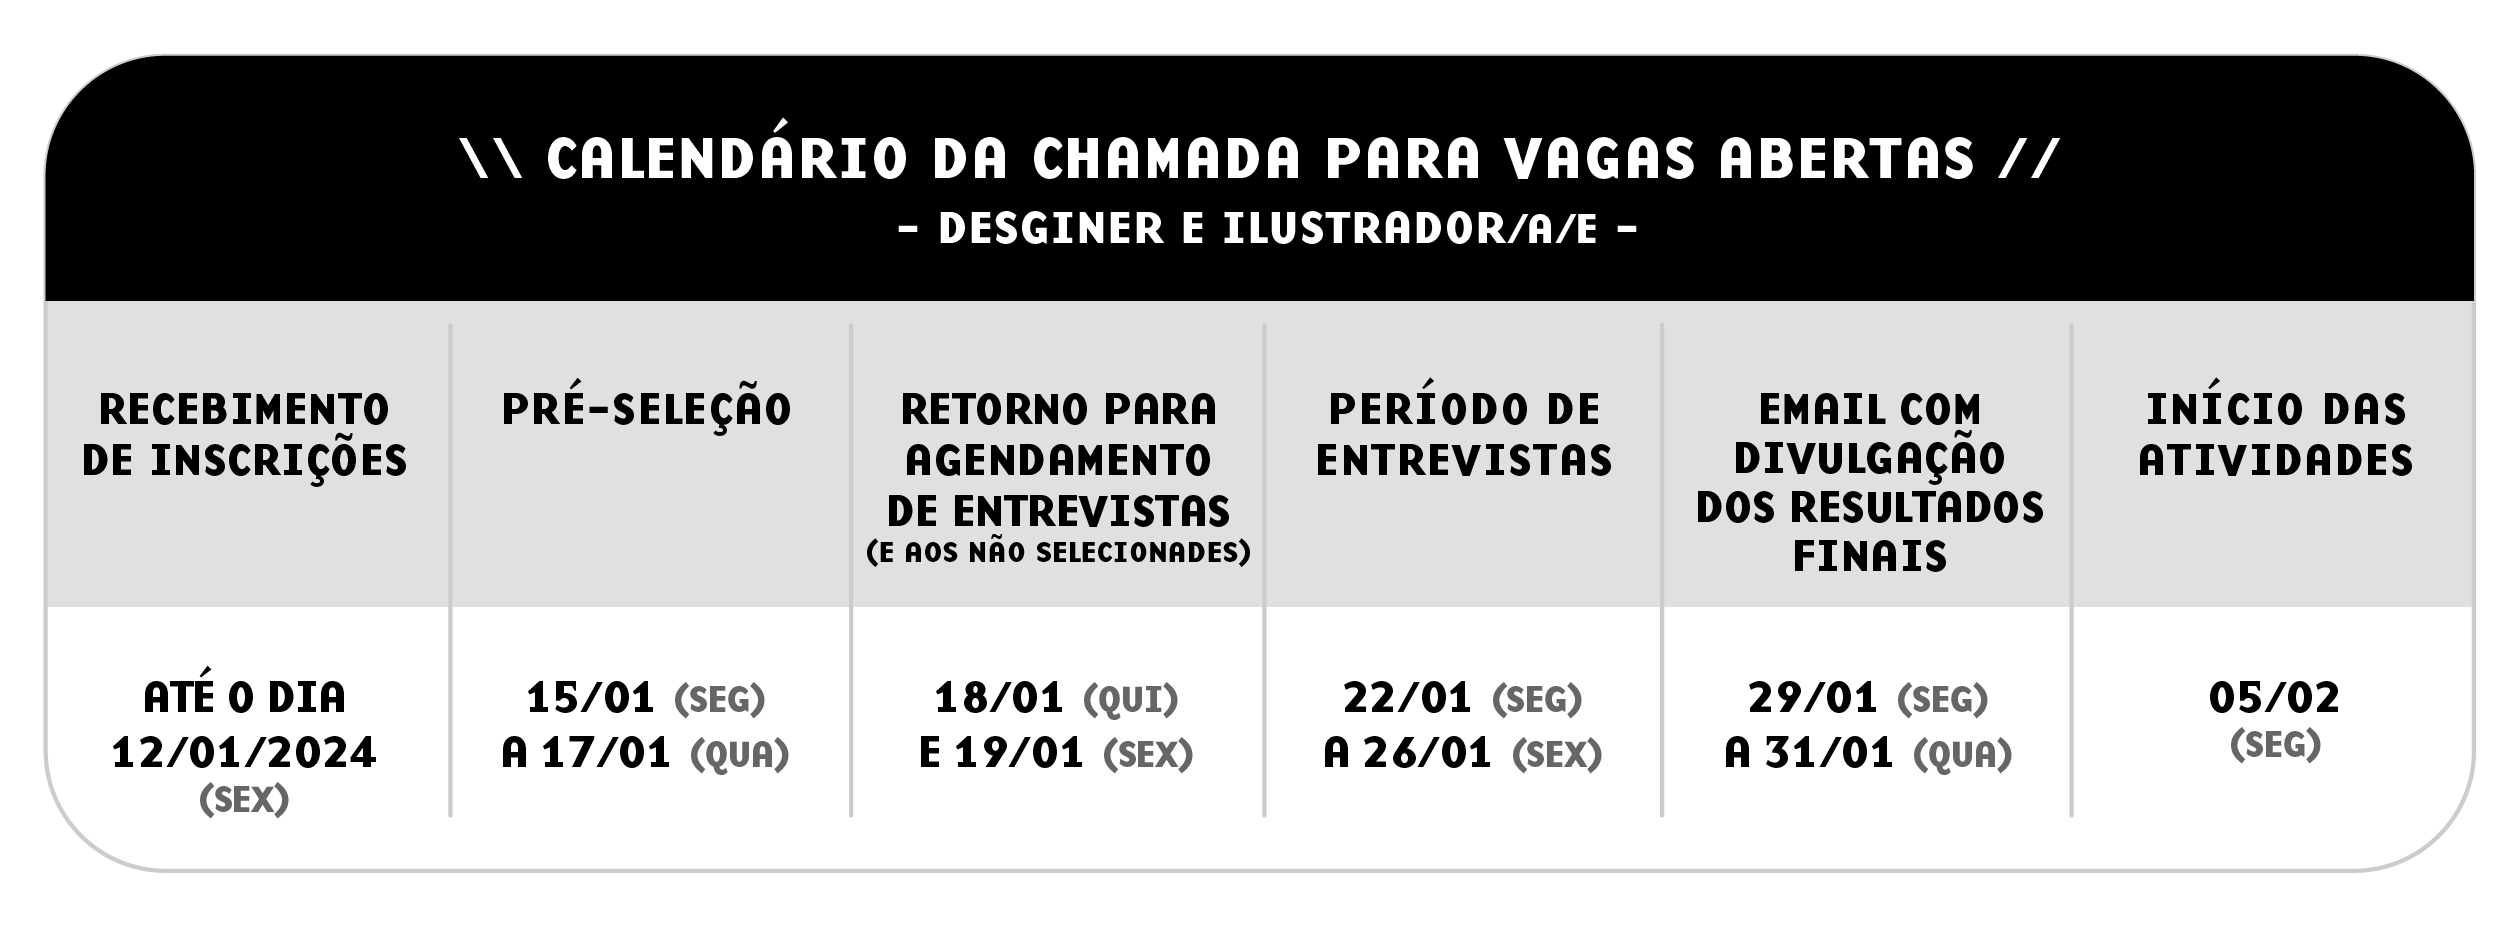 \\ CALENDÁRIO DA CHAMADA PARA VAGAS ABERTAS //
- DESGINER E ILUSTRADOR/A/E -
RECEBIMENTO
DE INSCRIÇÕES
PRÉ-SELEÇÃO
RETORNO PARA
AGENDAMENTO
DE ENTREVISTAS
(E AOS NÃO SELECIONADES)
PERÍODO DE
ENTREVISTAS
EMAIL COM
DIVULGAÇÃO
DOS RESULTADOS
FINAIS
INÍCIO DAS
ATIVIDADES
ATÉ O DIA
12/01/2024
(SEX)
15/01 (SEG)
A 17/01 (QUA)
18/01 (QUI)
E 19/01 (SEX)
22/01 (SEG)
A 26/01 (SEX)
29/01 (SEG)
A 31/01 (QUA)
05/02
(SEG)